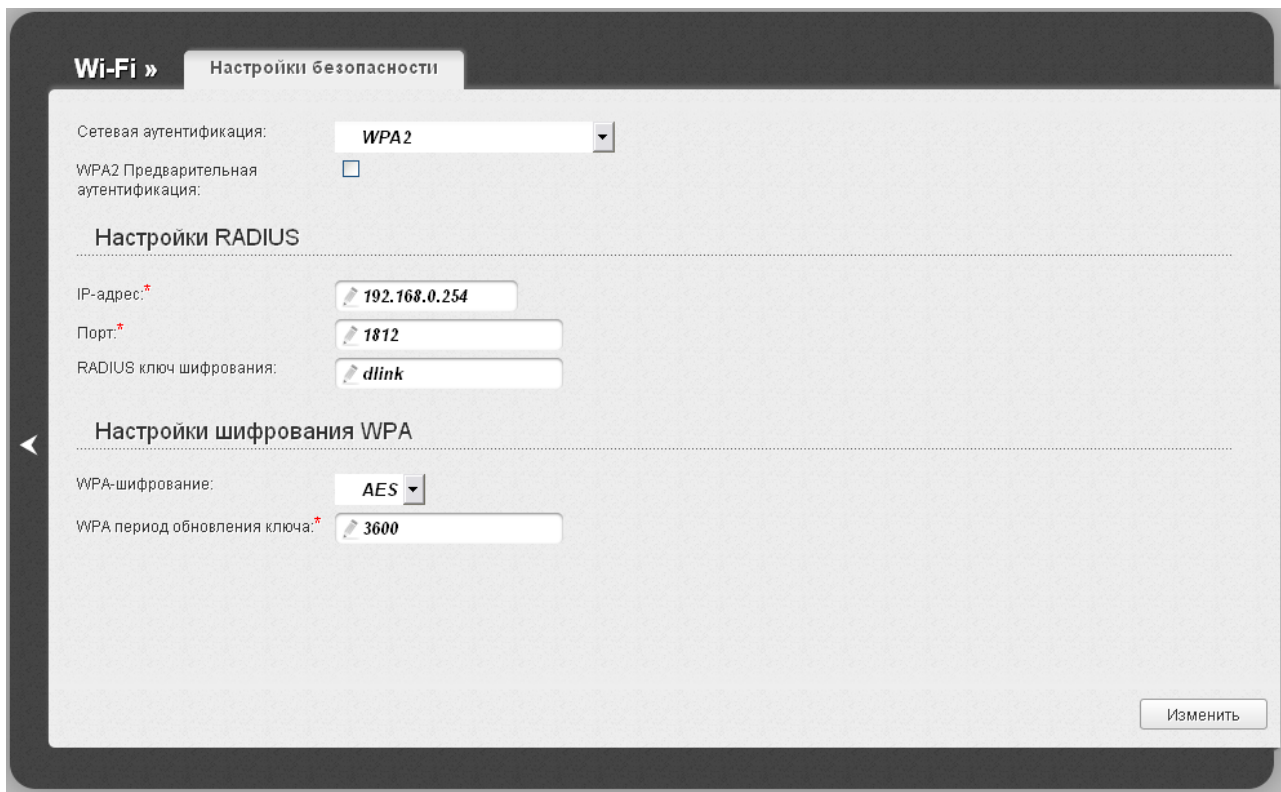 Wi-Fi »
Настройки безопасности
Сетевая аутентификация:
WPA2
WPA2 Предварительная
аутентификация:
Настройки RADIUS
IP-адрес:*
192.168.0.254
Порт:*
1812
RADIUS ключ шифрования:
dlink
Настройки шифрования WPA
WPA-шифрование:
AES
WPA период обновления ключа:*
3600
Изменить